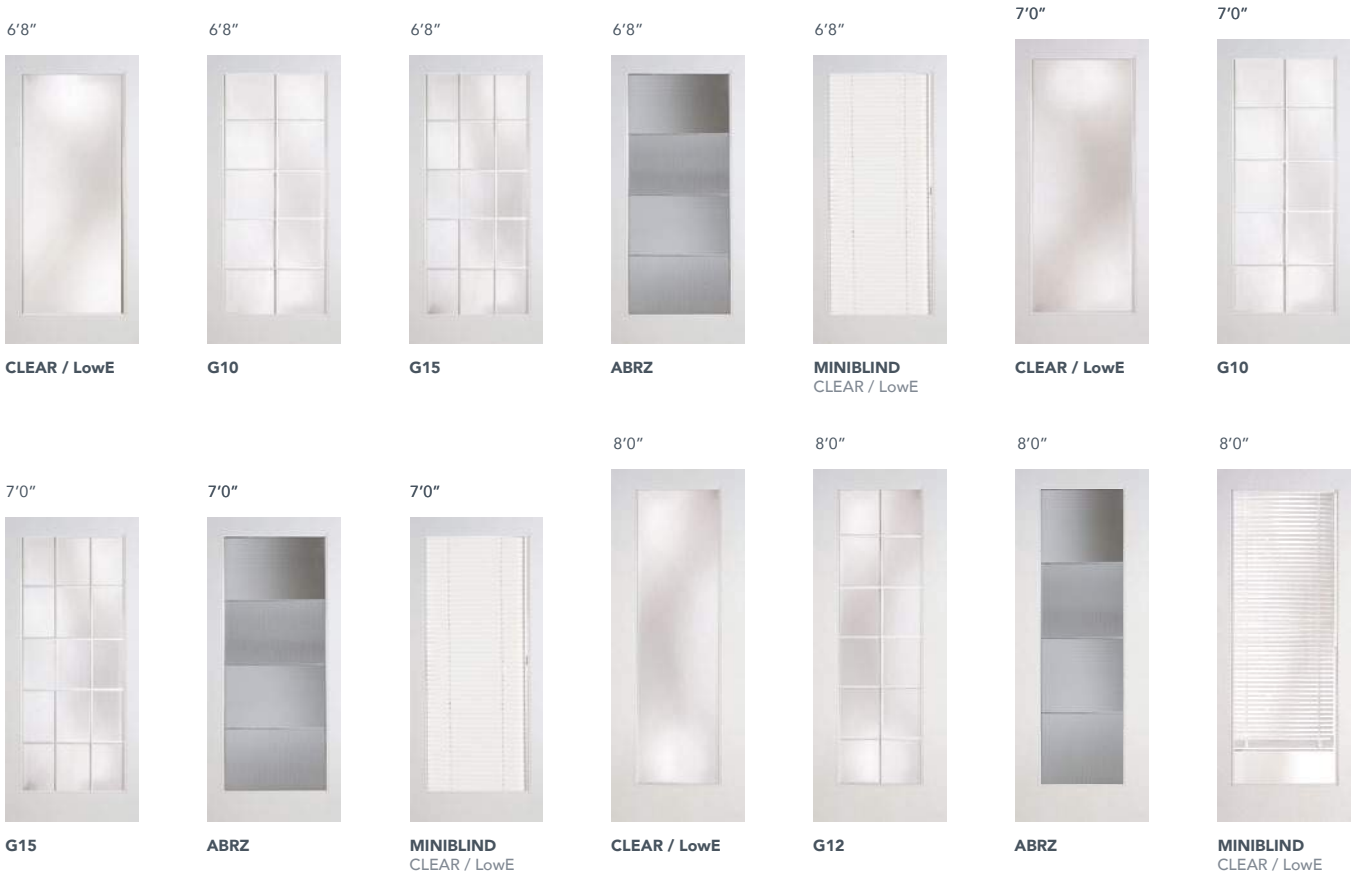 6’8”
6’8”
6’8”
6’8”
6’8”
7’0”
7’0”
CLEAR / LowE
G10
G15
ABRZ
MINIBLIND
CLEAR / LowE
CLEAR / LowE
G10
7’0”
7’0”
7’0”
8’0”
8’0”
8’0”
8’0”
G15
ABRZ
MINIBLIND
CLEAR / LowE
CLEAR / LowE
G12
ABRZ
MINIBLIND
CLEAR / LowE